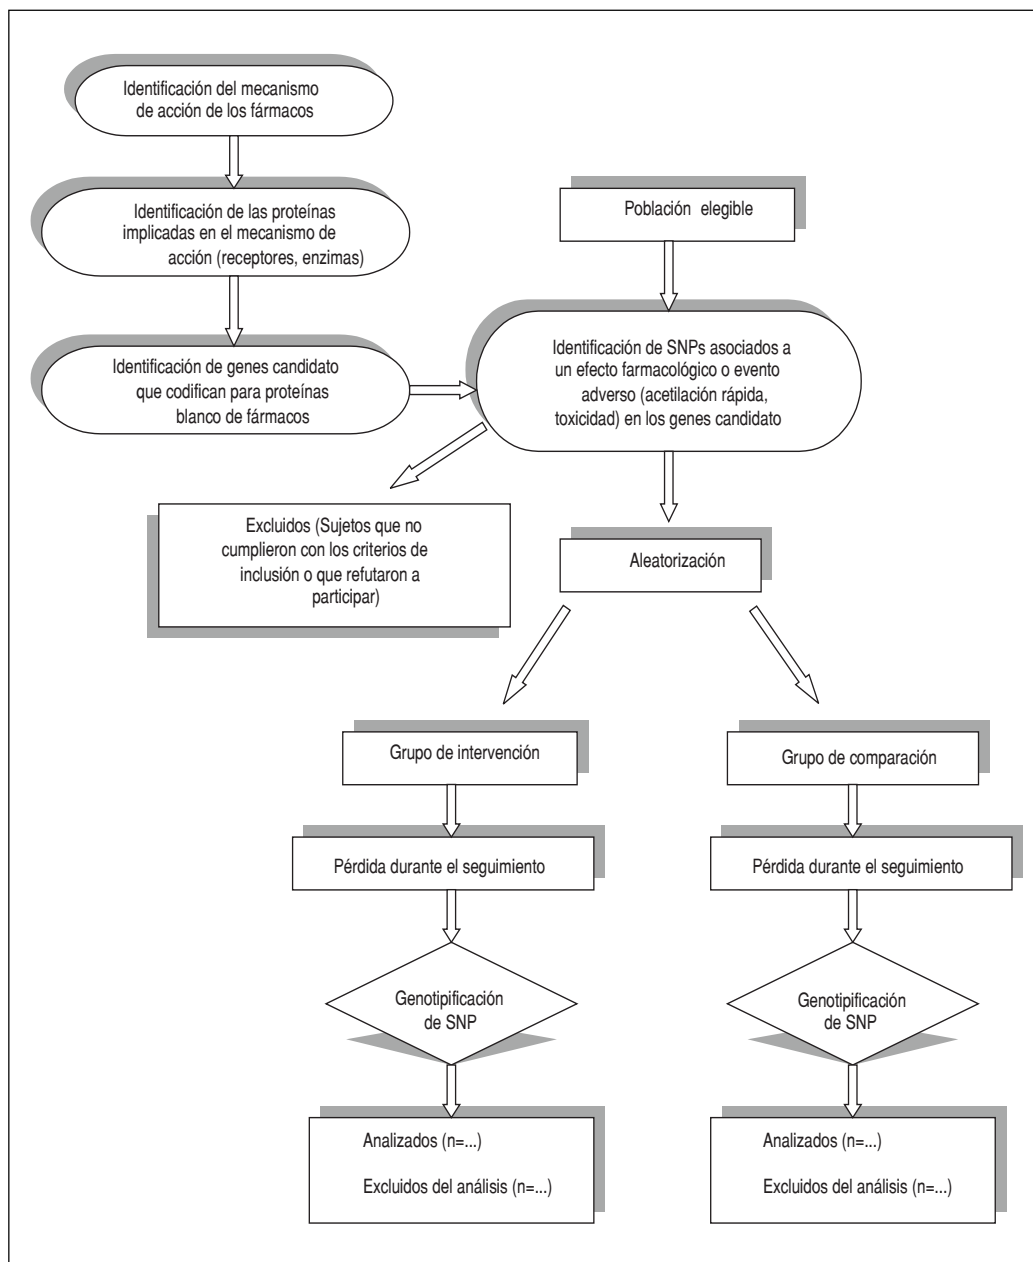 Identificación del mecanismo
de acción de los fármacos
Identificación de las proteínas
implicadas en el mecanismo de
acción (receptores, enzimas)
Población elegible
Identificación de genes candidato
que codifican para proteínas
blanco de fármacos
Identificación de SNPs asociados a
un efecto farmacológico o evento
adverso (acetilación rápida,
toxicidad) en los genes candidato
Excluidos (Sujetos que no
cumplieron con los criterios de
inclusión o que refutaron a
participar)
Aleatorización
Grupo de intervención
Grupo de comparación
Pérdida durante el seguimiento
Pérdida durante el seguimiento
Genotipificación
de SNP
Genotipificación
de SNP
Analizados (n=...)
Excluidos del análisis (n=...)
Analizados (n=...)
Excluidos del análisis (n=...)